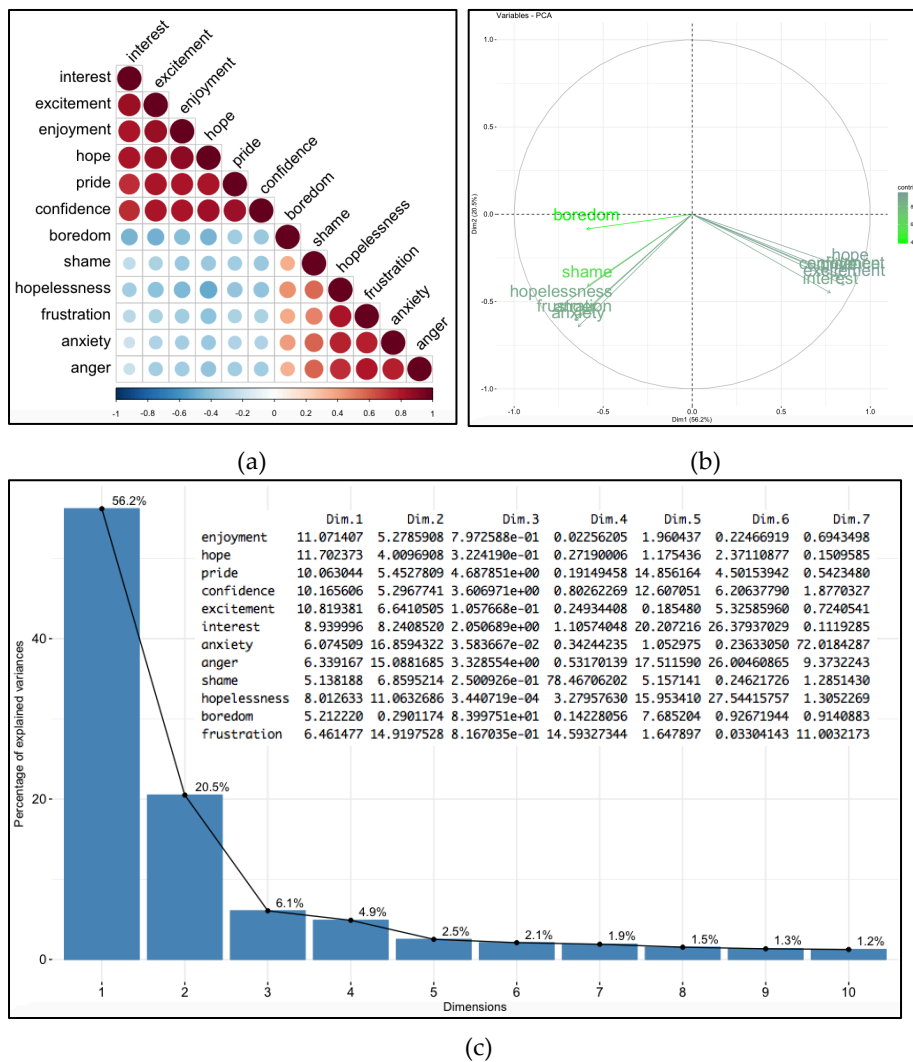 interest
excitement
enjoyment
hope
pride
confidence
boredom
shame
hopelessness
frustration
anxiety
anger
interest
excitement
enjoyment
hope
pride
confidence
boredom
shame
hopelessness
frustration
anxiety
anger
-1 -0.8 -0.6 -0.4 -0.2 0 0.2 0.4 0.6 0.8 1
(a)
Variables - PCA
1.0
0.5
0.0
-0.5
-1.0
Dim2 (20.5%)
boredom
shame
hopelessness
frustration
anxiety
hope
excitement
interest
contrib
-1.0 -0.5 0.0 0.5 1.0
Dim1 (56.2%)
(b)
Percentage of explained variances
40
20
0
56.2%
20.5%
6.1%
4.9%
2.5%
2.1%
1.9%
1.5%
1.3%
1.2%
Dim.1 Dim.2 Dim.3 Dim.4 Dim.5 Dim.6 Dim.7
enjoyment 11.071407 5.2785908 7.972588e-01 0.02256205 1.960437 0.22466919 0.6943498
hope 11.702373 4.0096908 3.224190e-01 0.27190006 1.175436 2.37110877 0.1509585
pride 10.063044 5.4527809 4.687851e+00 0.19149458 14.856164 4.50153942 0.5423480
confidence 10.165606 5.2967741 3.606971e+00 0.80262269 12.607051 6.20637790 1.8770327
excitement 10.819381 6.6410505 1.057668e-01 0.24934408 0.185480 5.32585960 0.7240541
interest 8.939996 8.2408520 2.050689e+00 1.10574048 20.207216 26.37937029 0.1119285
anxiety 6.074509 16.8594322 3.583667e-02 0.34244235 1.052975 0.23633050 72.0184287
anger 6.339167 15.0881685 3.328554e+00 0.53170139 17.511590 26.00460865 9.3732243
shame 5.138188 6.8595214 2.500926e-01 78.46706202 5.157141 0.24621726 1.2851430
hopelessness 8.012633 11.0632686 3.440719e-04 3.27957630 15.953410 27.54415757 1.3052269
boredom 5.212220 0.2901174 8.399751e+01 0.14228056 7.685204 0.92671944 0.9140883
frustration 6.461477 14.9197528 8.167035e-01 14.59327344 1.647897 0.03304143 11.0032173
1 2 3 4 5 6 7 8 9 10
Dimensions
(c)